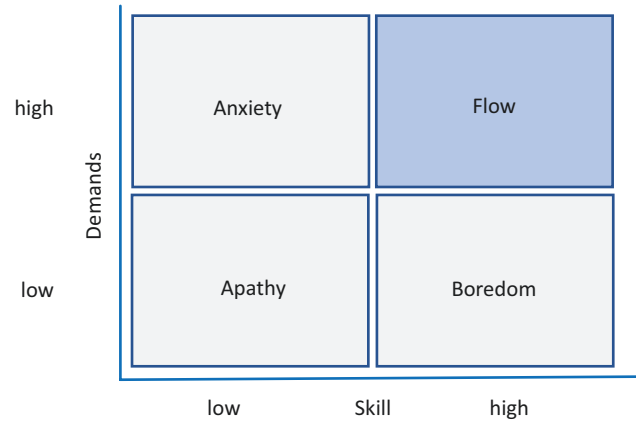 high
Anxiety
Flow
Demands
low
Apathy
Boredom
low
Skill
high